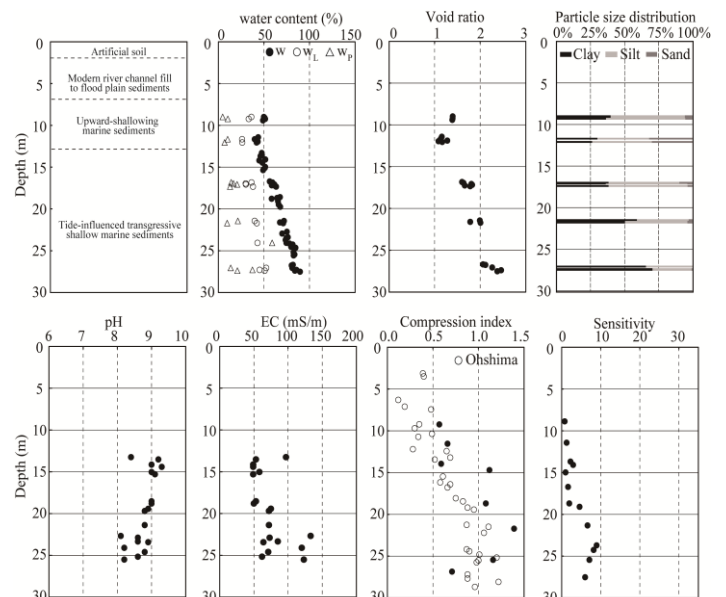 water content (%)
Void ratio
Particle size distribution
0 50 100 150
0 1 2 3
0% 25% 50% 75% 100%
w wL wP
Clay Silt Sand
Depth (m)
0
5
10
15
20
25
30
Artificial soil
Modern river channel fill
to flood plain sediments
Upward-shallowing
marine sediments
Tide-influenced transgressive
shallow marine sediments
0
5
10
15
20
25
30
0
5
10
15
20
25
30
0
5
10
15
20
25
30
pH
EC (mS/m)
Compression index
Sensitivity
6 7 8 9 10
0 50 100 150 200
0.0 0.5 1.0 1.5
0 10 20 30
Ohshima
Depth (m)
0
5
10
15
20
25
30
0
5
10
15
20
25
30
0
5
10
15
20
25
30
0
5
10
15
20
25
30